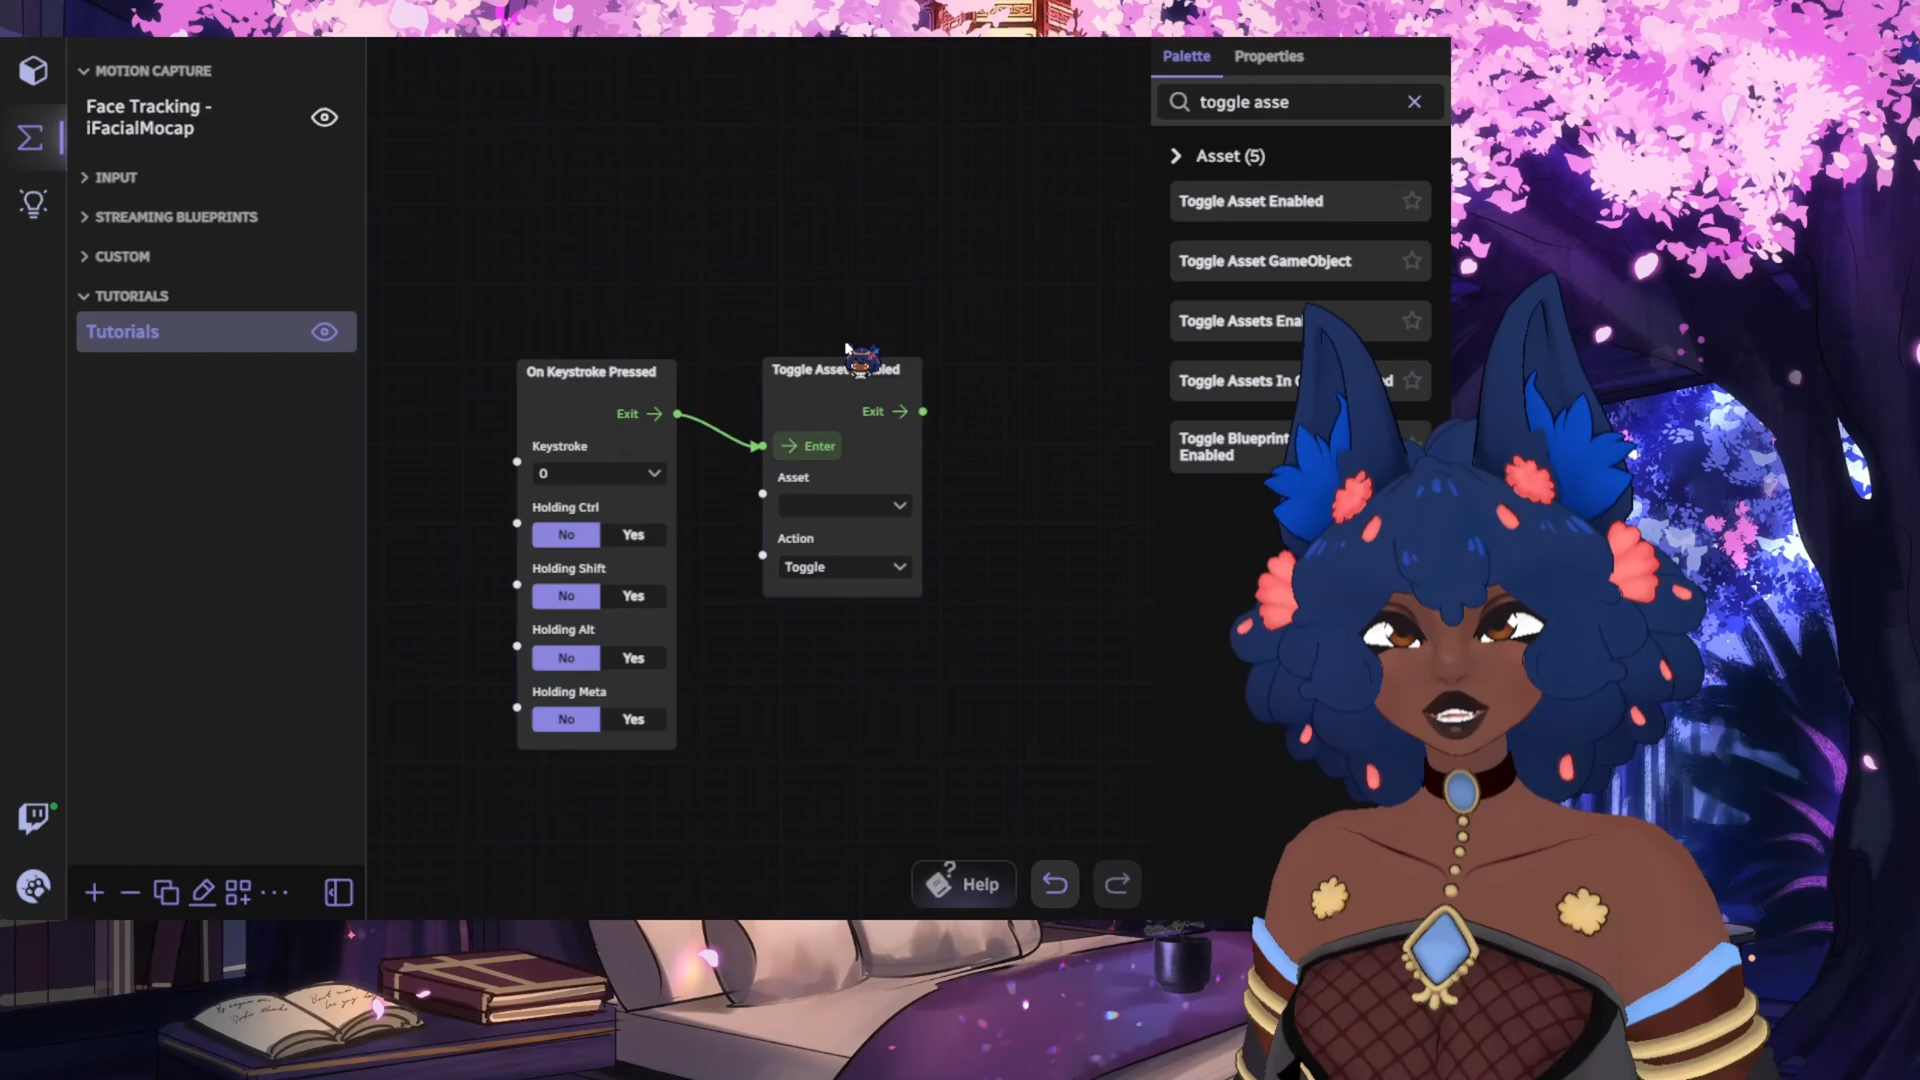 MOTION CAPTURE
Face Tracking -
iFacialMocap
INPUT
STREAMING BLUEPRINTS
CUSTOM
TUTORIALS
Tutorials
On Keystroke Pressed
Exit
Keystroke
0
Holding Ctrl
No Yes
Holding Shift
No Yes
Holding Alt
No Yes
Holding Meta
No Yes
Toggle Asset
Exit
Enter
Asset
Action
Toggle
Help
Palette Properties
toggle asse
Asset (5)
Toggle Asset Enabled
Toggle Asset GameObject
Toggle Assets Ena
Toggle Assets In
Toggle Blueprint
Enabled